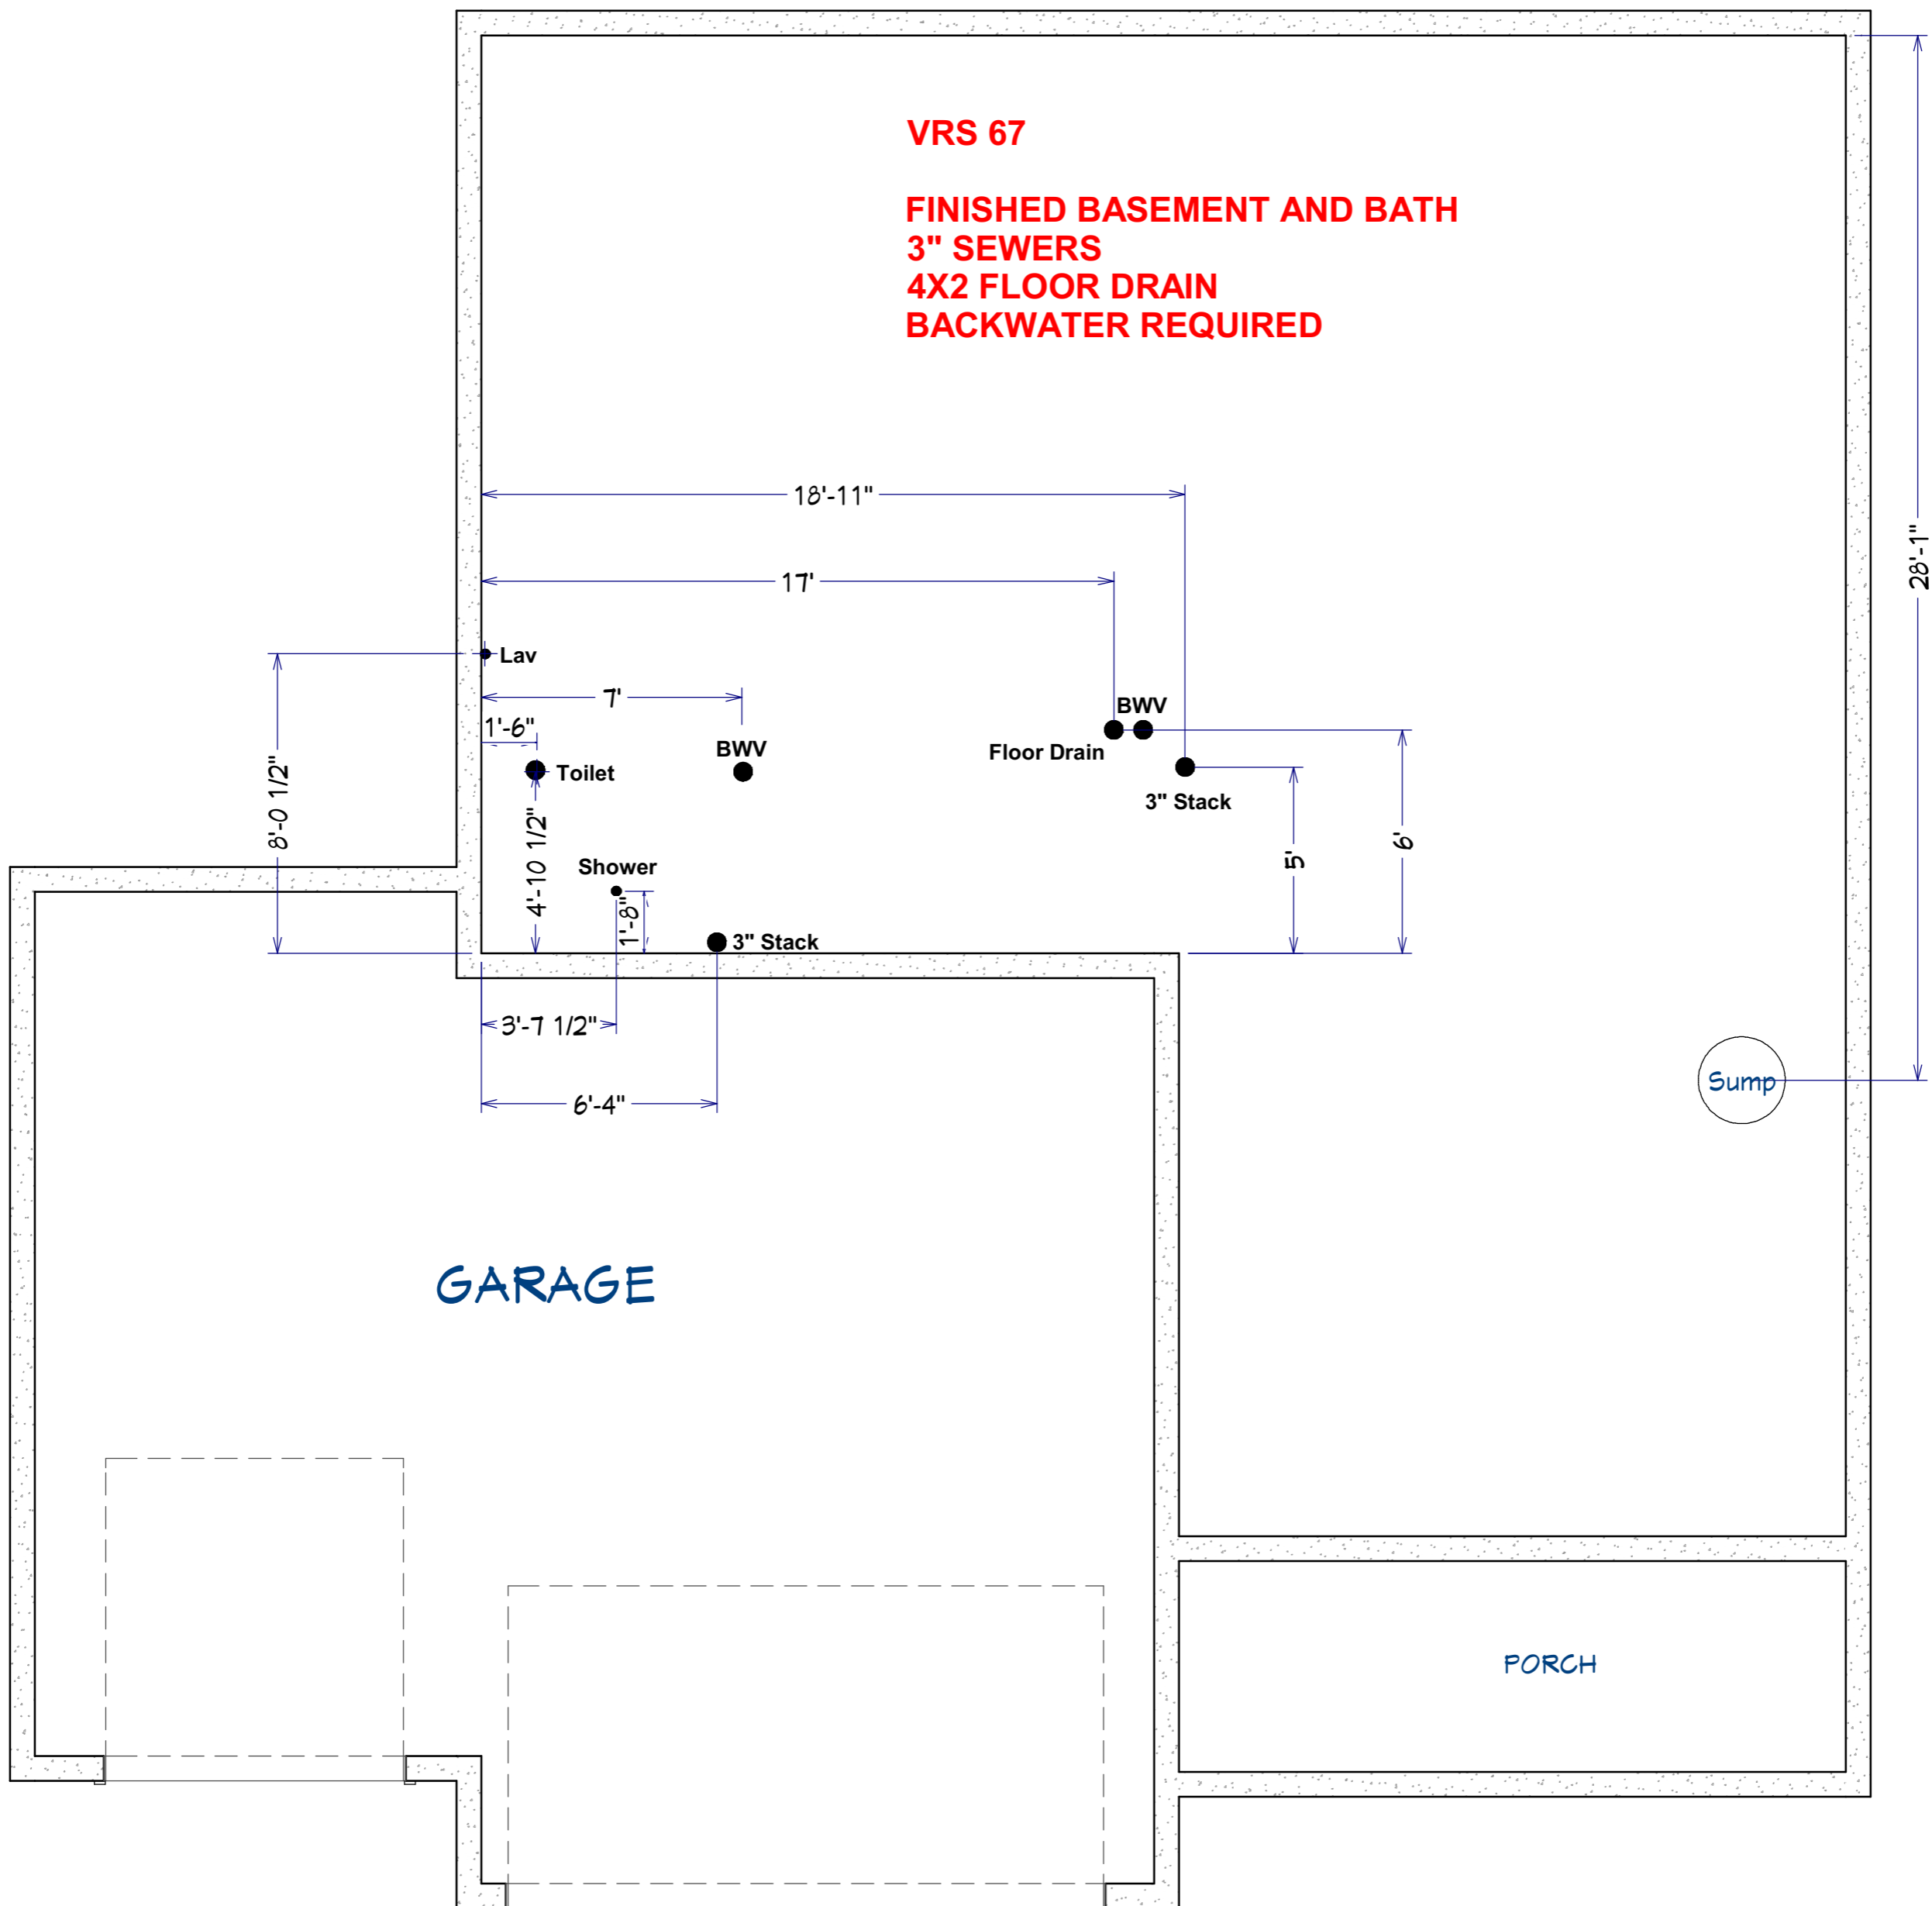 VRS 67
FINISHED BASEMENT AND BATH
3" SEWERS
4X2 FLOOR DRAIN
BACKWATER REQUIRED
18'-11"
28'-1"
17'
Lav
7'
1'-6"
BWV
BWV
Floor Drain
Toilet
3" Stack
8'-0 1/2"
4'-10 1/2"
5'
6'
Shower
1'-8"
3" Stack
3'-7 1/2"
Sump
6'-4"
GARAGE
PORCH